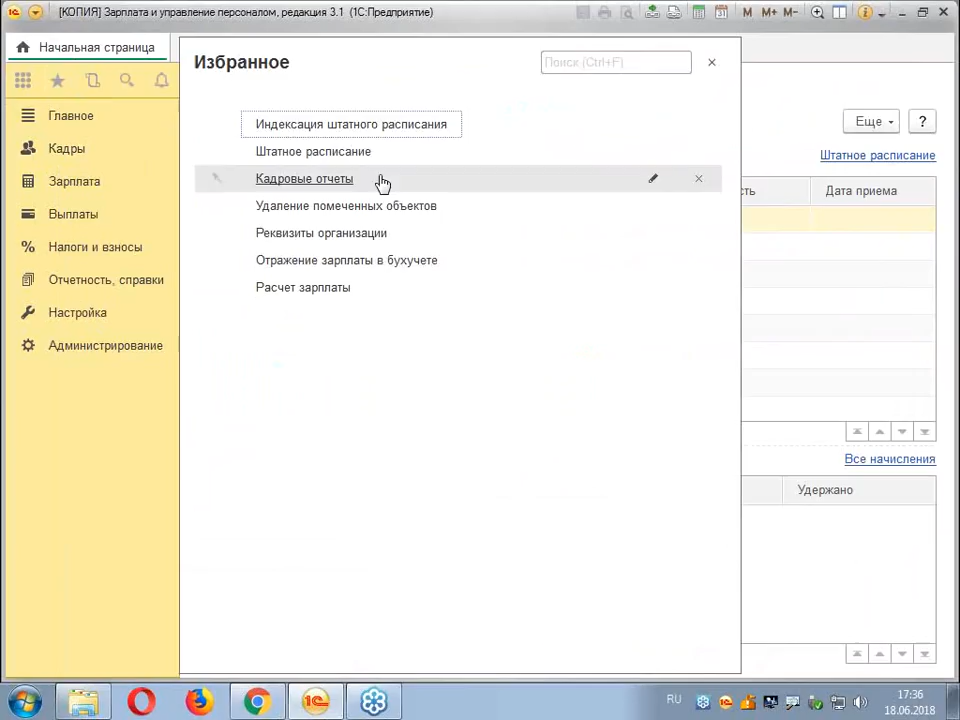 [КОПИЯ] Зарплата и управление персоналом, редакция 3.1 (1С:Предприятие)
M M+ M-
Начальная страница
Избранное
Поиск (Ctrl+F)
Главное
Кадры
Зарплата
Выплаты
Налоги и взносы
Отчетность, справки
Настройка
Администрирование
Индексация штатного расписания
Штатное расписание
Кадровые отчеты
Удаление помеченных объектов
Реквизиты организации
Отражение зарплаты в бухучете
Расчет зарплаты
Еще
?
Штатное расписание
сть
Дата приема
Все начисления
Удержано
RU
17:36
18.06.2018